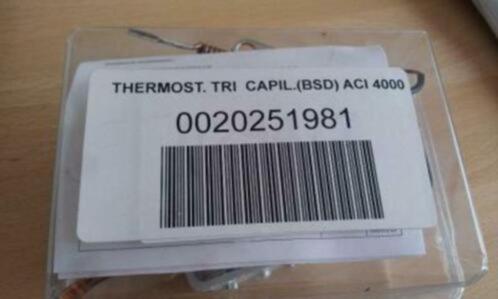 THERMOST. TRI CAPIL.(BSD) ACI 4000
0020251981